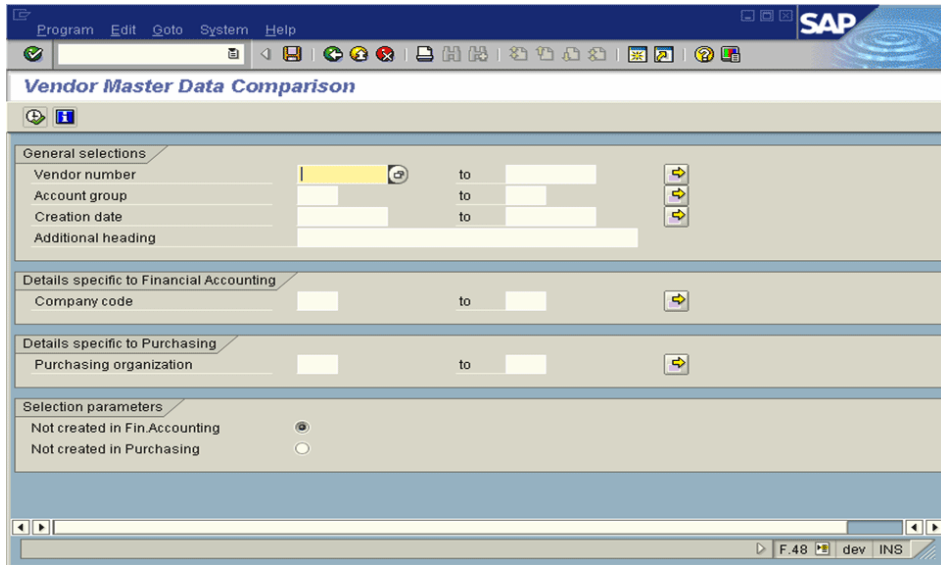 Program Edit Goto System Help
SAP
Vendor Master Data Comparison
General selections
Vendor number to
Account group to
Creation date to
Additional heading
Details specific to Financial Accounting
Company code to
Details specific to Purchasing
Purchasing organization to
Selection parameters
Not created in Fin.Accounting
Not created in Purchasing
F.48 dev INS